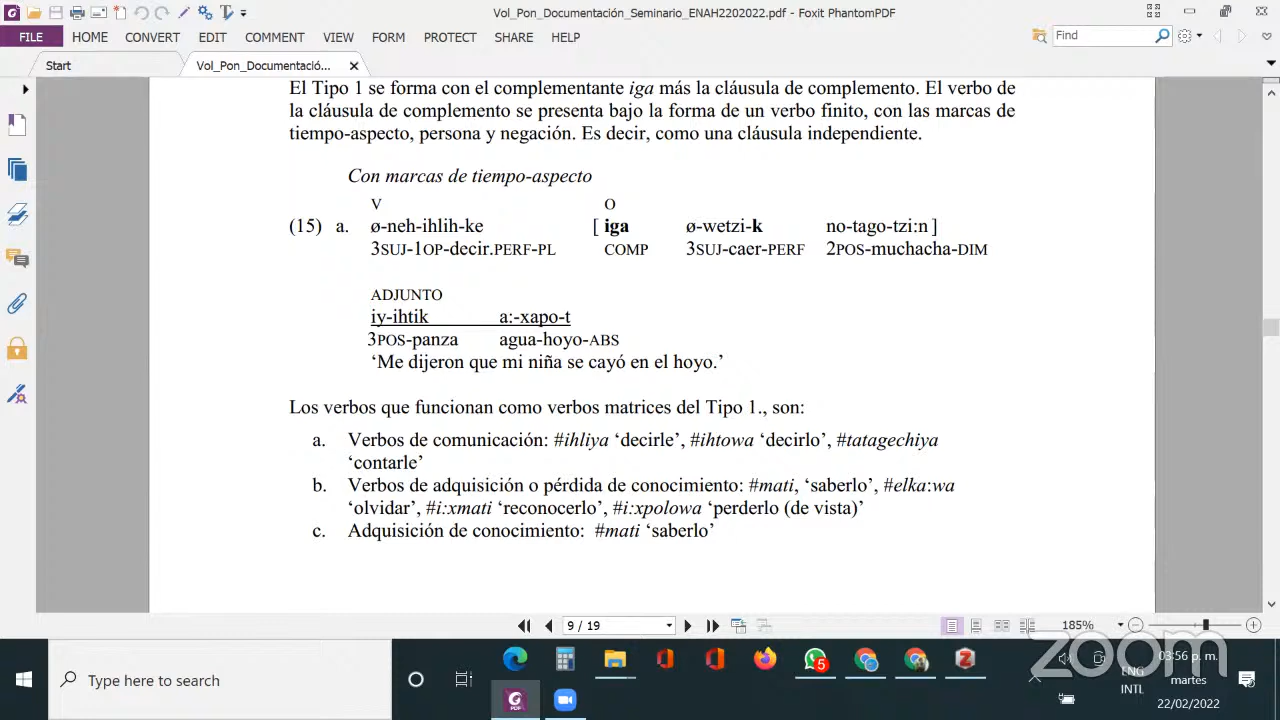 Vol_Pon_Documentación_Seminario_ENAH2202022.pdf - Foxit PhantomPDF
FILE HOME CONVERT EDIT COMMENT VIEW FORM PROTECT SHARE HELP Find
Start Vol_Pon_Documentació...
El Tipo 1 se forma con el complementante iga más la cláusula de complemento. El verbo de
la cláusula de complemento se presenta bajo la forma de un verbo finito, con las marcas de
tiempo-aspecto, persona y negación. Es decir, como una cláusula independiente.
Con marcas de tiempo-aspecto
V O
(15) a. ø-neh-ihlih-ke [ iga ø-wetzi-k no-tago-tzi:n ]
3SUJ-1OP-decir.PERF-PL COMP 3SUJ-caer-PERF 2POS-muchacha-DIM
ADJUNTO
iy-ihtik a:-xapo-t
3POS-panza agua-hoyo-ABS
‘Me dijeron que mi niña se cayó en el hoyo.’
Los verbos que funcionan como verbos matrices del Tipo 1., son:
a. Verbos de comunicación: #ihliya ‘decirle’, #ihtowa ‘decirlo’, #tatagechiya
‘contarle’
b. Verbos de adquisición o pérdida de conocimiento: #mati, ‘saberlo’, #elka:wa
‘olvidar’, #i:xmati ‘reconocerlo’, #i:xpolowa ‘perderlo (de vista)’
c. Adquisición de conocimiento: #mati ‘saberlo’
9 / 19 185%
zoom
Type here to search 5 ENG 03:56 p. m.
INTL martes
22/02/2022
PDF